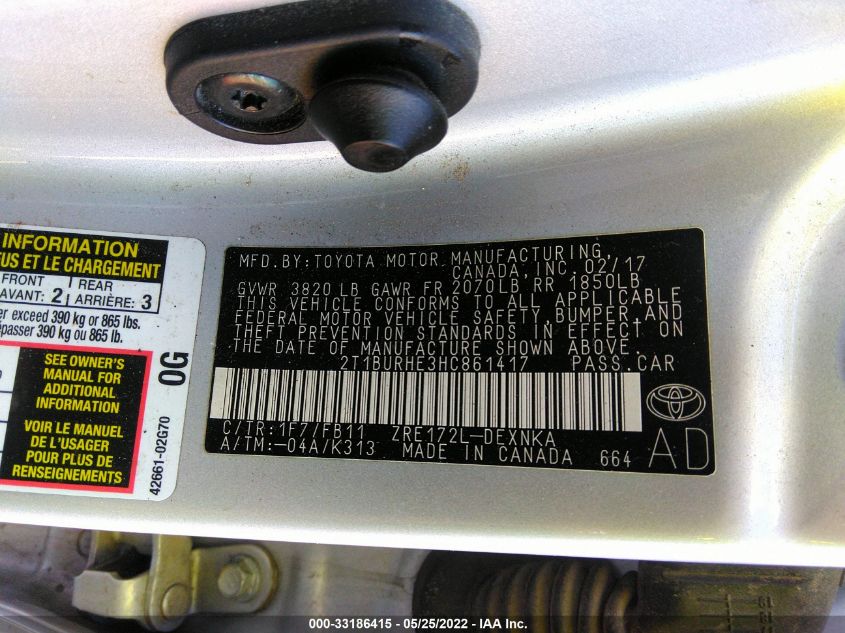 INFORMATION
TUS ET LE CHARGEMENT
FRONT
AVANT: 2
REAR
ARRIÈRE: 3
er exceed 390 kg or 865 lbs.
épasser 390 kg ou 865 lb.
SEE OWNER'S
MANUAL FOR
ADDITIONAL
INFORMATION
VOIR LE MANUEL
DE L'USAGER
POUR PLUS DE
RENSEIGNEMENTS
0G
42661-02G70
MFD. BY: TOYOTA MOTOR MANUFACTURING,
CANADA, INC. 02/17
GVWR 3820 LB GAWR FR 2070LB, RR 1850LB
THIS VEHICLE CONFORMS TO ALL APPLICABLE
FEDERAL MOTOR VEHICLE SAFETY, BUMPER, AND
THEFT PREVENTION STANDARDS IN EFFECT ON
THE DATE OF MANUFACTURE SHOWN ABOVE.
2T1BURHE3HC861417 PASS.CAR
C/TR: 1F7/FB11 ZRE172L-DEXNKA
A/TM:-04A/K313 MADE IN CANADA 664
AD
000-33186415 - 05/25/2022 - IAA Inc.